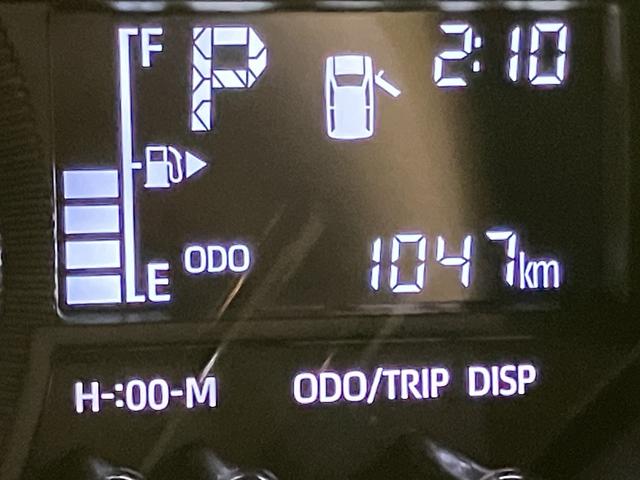 F P 2:10
E ODO 1047km
H-:00-M ODO/TRIP DISP